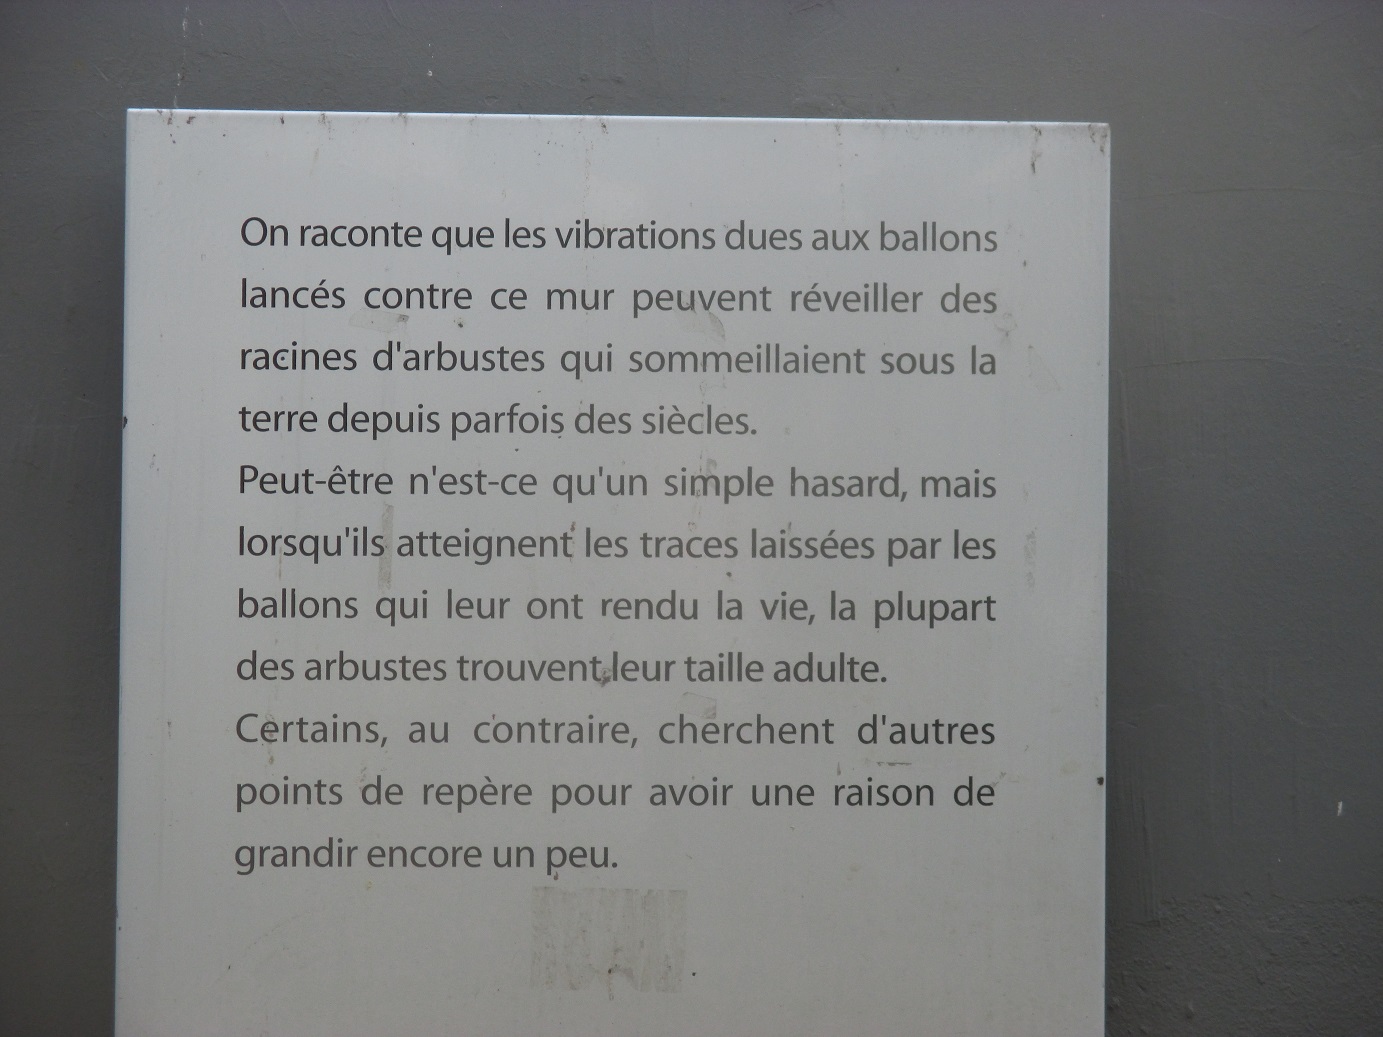 On raconte que les vibrations dues aux ballons
lancés contre ce mur peuvent réveiller des
racines d'arbustes qui sommeillaient sous la
terre depuis parfois des siècles.
Peut-être n'est-ce qu'un simple hasard, mais
lorsqu'ils atteignent les traces laissées par les
ballons qui leur ont rendu la vie, la plupart
des arbustes trouvent leur taille adulte.
Certains, au contraire, cherchent d'autres
points de repère pour avoir une raison de
grandir encore un peu.